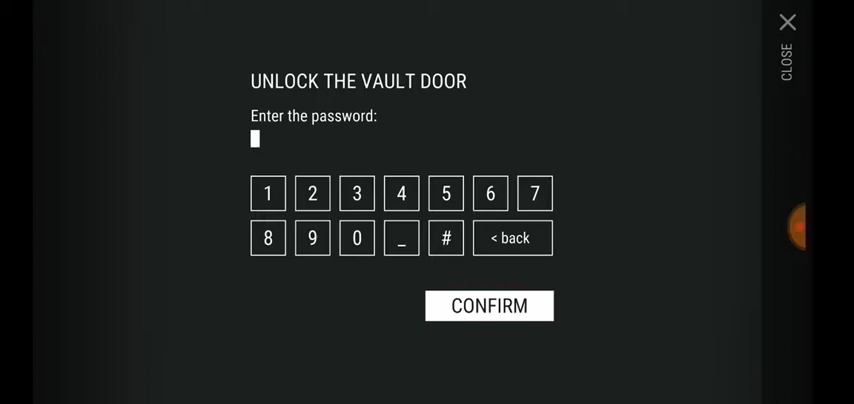 UNLOCK THE VAULT DOOR
Enter the password:
1 2 3 4 5 6 7
8 9 0 _ # < back
CONFIRM
CLOSE